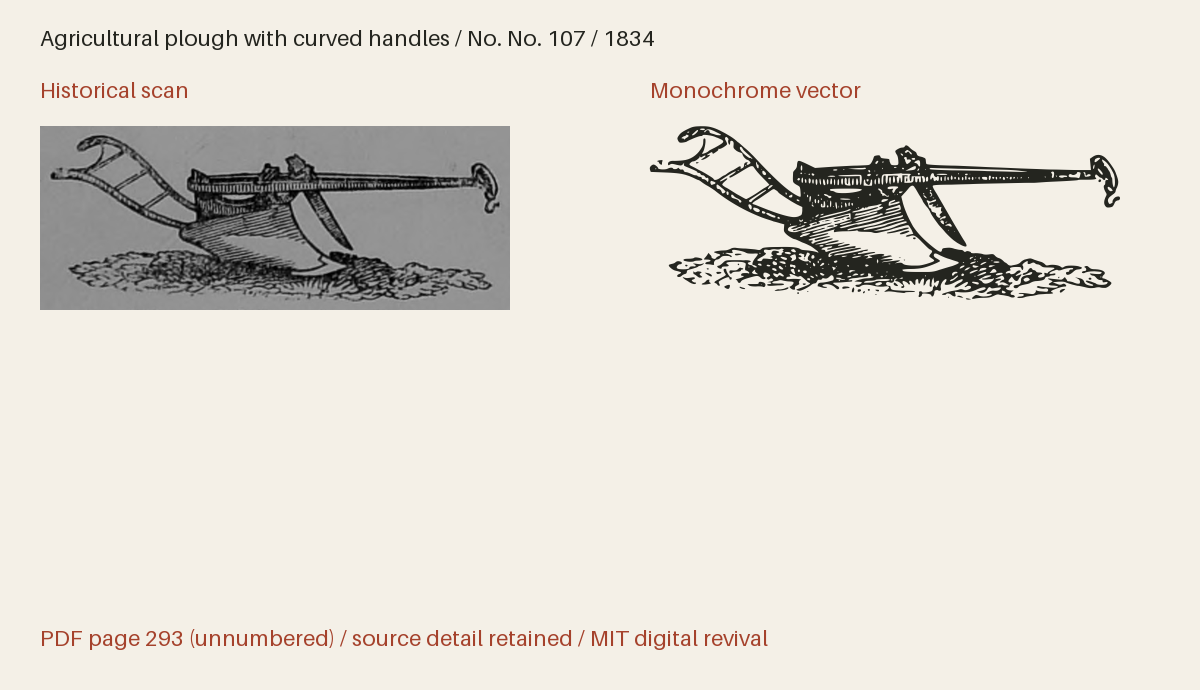 Agricultural plough with curved handles / No. No. 107 / 1834
Historical scan
Monochrome vector
PDF page 293 (unnumbered) / source detail retained / MIT digital revival